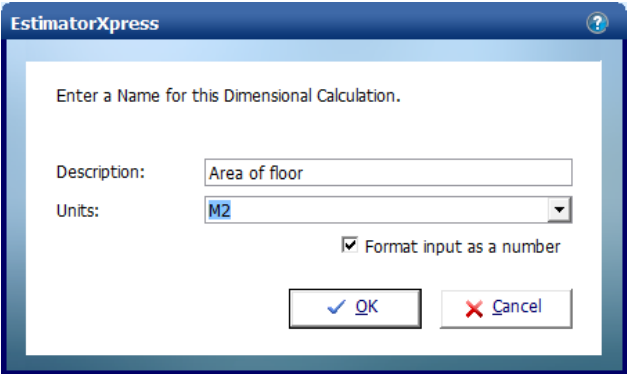 EstimatorXpress
Enter a Name for this Dimensional Calculation.
Description: Area of floor
Units: M2
Format input as a number
OK Cancel